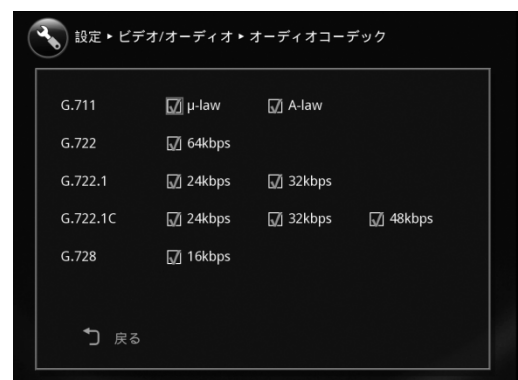 設定 ▸ ビデオ/オーディオ ▸ オーディオコーデック
G.711 μ-law A-law
G.722 64kbps
G.722.1 24kbps 32kbps
G.722.1C 24kbps 32kbps 48kbps
G.728 16kbps
戻る